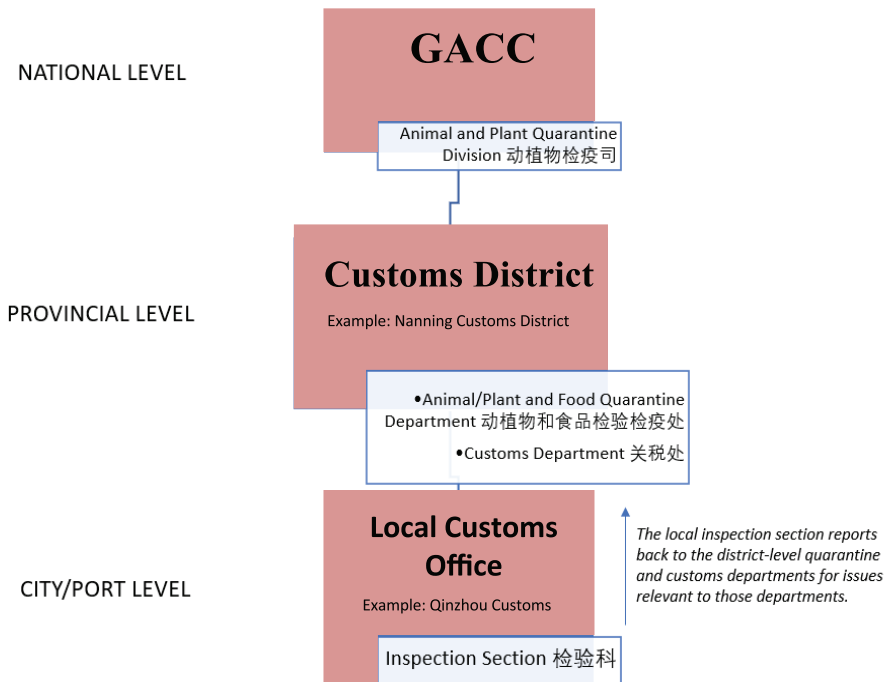 NATIONAL LEVEL
GACC
Animal and Plant Quarantine
Division 动植物检疫司
PROVINCIAL LEVEL
Customs District
Example: Nanning Customs District
•Animal/Plant and Food Quarantine
Department 动植物和食品检验检疫处
•Customs Department 关税处
CITY/PORT LEVEL
Local Customs
Office
Example: Qinzhou Customs
Inspection Section 检验科
The local inspection section reports
back to the district-level quarantine
and customs departments for issues
relevant to those departments.